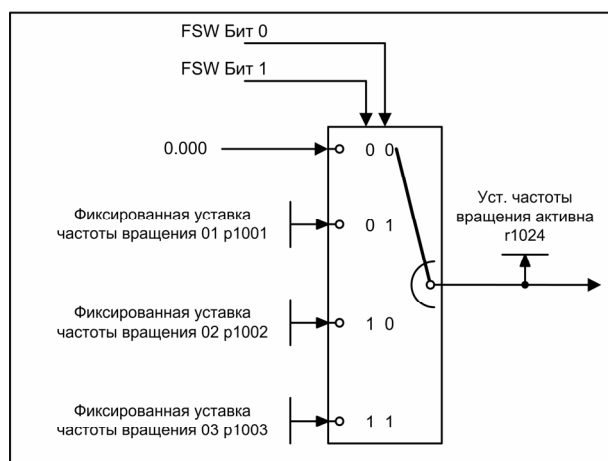 FSW Бит 0
FSW Бит 1
0.000
0 0
Уст. частоты
вращения активна
r1024
Фиксированная уставка
частоты вращения 01 p1001
0 1
Фиксированная уставка
частоты вращения 02 p1002
1 0
Фиксированная уставка
частоты вращения 03 p1003
1 1